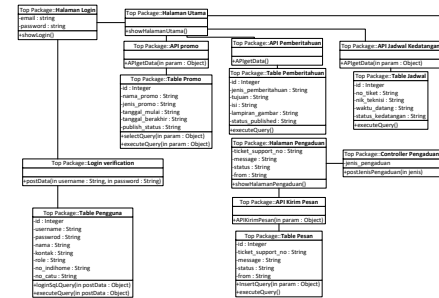 Top Package::Halaman Login
-email : string
-password : string
+showLogin()
Top Package::Halaman Utama
+showHalamanUtama()
Top Package::API promo
+APIgetData(in param : Object)
Top Package::API Pemberitahuan
+APIgetData()
Top Package::API Jadwal Kedatangan
+APIgetData(in param : Object)
Top Package::Table Promo
-id : Integer
-nama_promo : String
-jenis_promo : String
-tanggal_mulai : String
-tanggal_berakhir : String
-publish_status : String
+selectQuery(in param : Object)
+executeQuery(in param : Object)
Top Package::Table Pemberitahuan
-id : Integer
-jenis_pemberitahuan : String
-tujuan : String
-isi : String
-lampiran_gambar : String
-status_published : String
+executeQuery()
Top Package::Table Jadwal
-id : Integer
-no_tiket : String
-nik_teknisi : String
-waktu_datang : String
-status_kedatangan : String
+executeQuery()
Top Package::Halaman Pengaduan
-ticket_support_no : String
-message : String
-status : String
-from : String
+showHalamanPengaduan()
Top Package::Controller Pengaduan
-jenis_pengaduan
+postJenisPengaduan(in jenis)
Top Package::Login verification
+postData(in username : String, in password : String)
Top Package::API Kirim Pesan
+APIKirimPesan(in param : Object)
Top Package::Table Pengguna
-id : Integer
-username : String
-passwrod : String
-nama : String
-kontak : String
-role : String
-no_indihome : String
-no_catu : String
+loginSqlQuery(in postData : Object)
+executeQuery(in postData : Object)
Top Package::Table Pesan
-id : Integer
-ticket_support_no : String
-message : String
-status : String
-from : String
+InsertQuery(in param : Object)
+executeQuery()